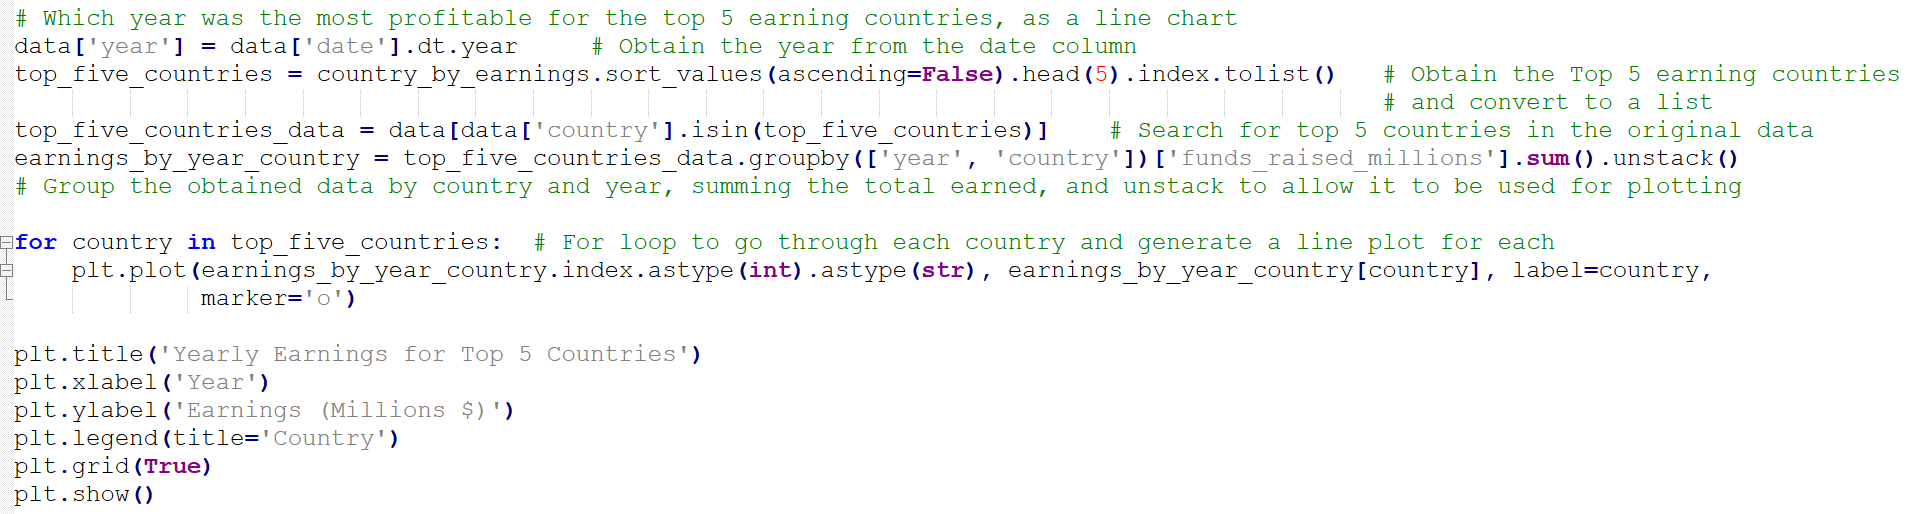 # Which year was the most profitable for the top 5 earning countries, as a line chart
data['year'] = data['date'].dt.year     # Obtain the year from the date column
top_five_countries = country_by_earnings.sort_values(ascending=False).head(5).index.tolist()   # Obtain the Top 5 earning countries
                                                                                               # and convert to a list
top_five_countries_data = data[data['country'].isin(top_five_countries)]    # Search for top 5 countries in the original data
earnings_by_year_country = top_five_countries_data.groupby(['year', 'country'])['funds_raised_millions'].sum().unstack()
# Group the obtained data by country and year, summing the total earned, and unstack to allow it to be used for plotting

for country in top_five_countries:  # For loop to go through each country and generate a line plot for each
    plt.plot(earnings_by_year_country.index.astype(int).astype(str), earnings_by_year_country[country], label=country,
             marker='o')

plt.title('Yearly Earnings for Top 5 Countries')
plt.xlabel('Year')
plt.ylabel('Earnings (Millions $)')
plt.legend(title='Country')
plt.grid(True)
plt.show()